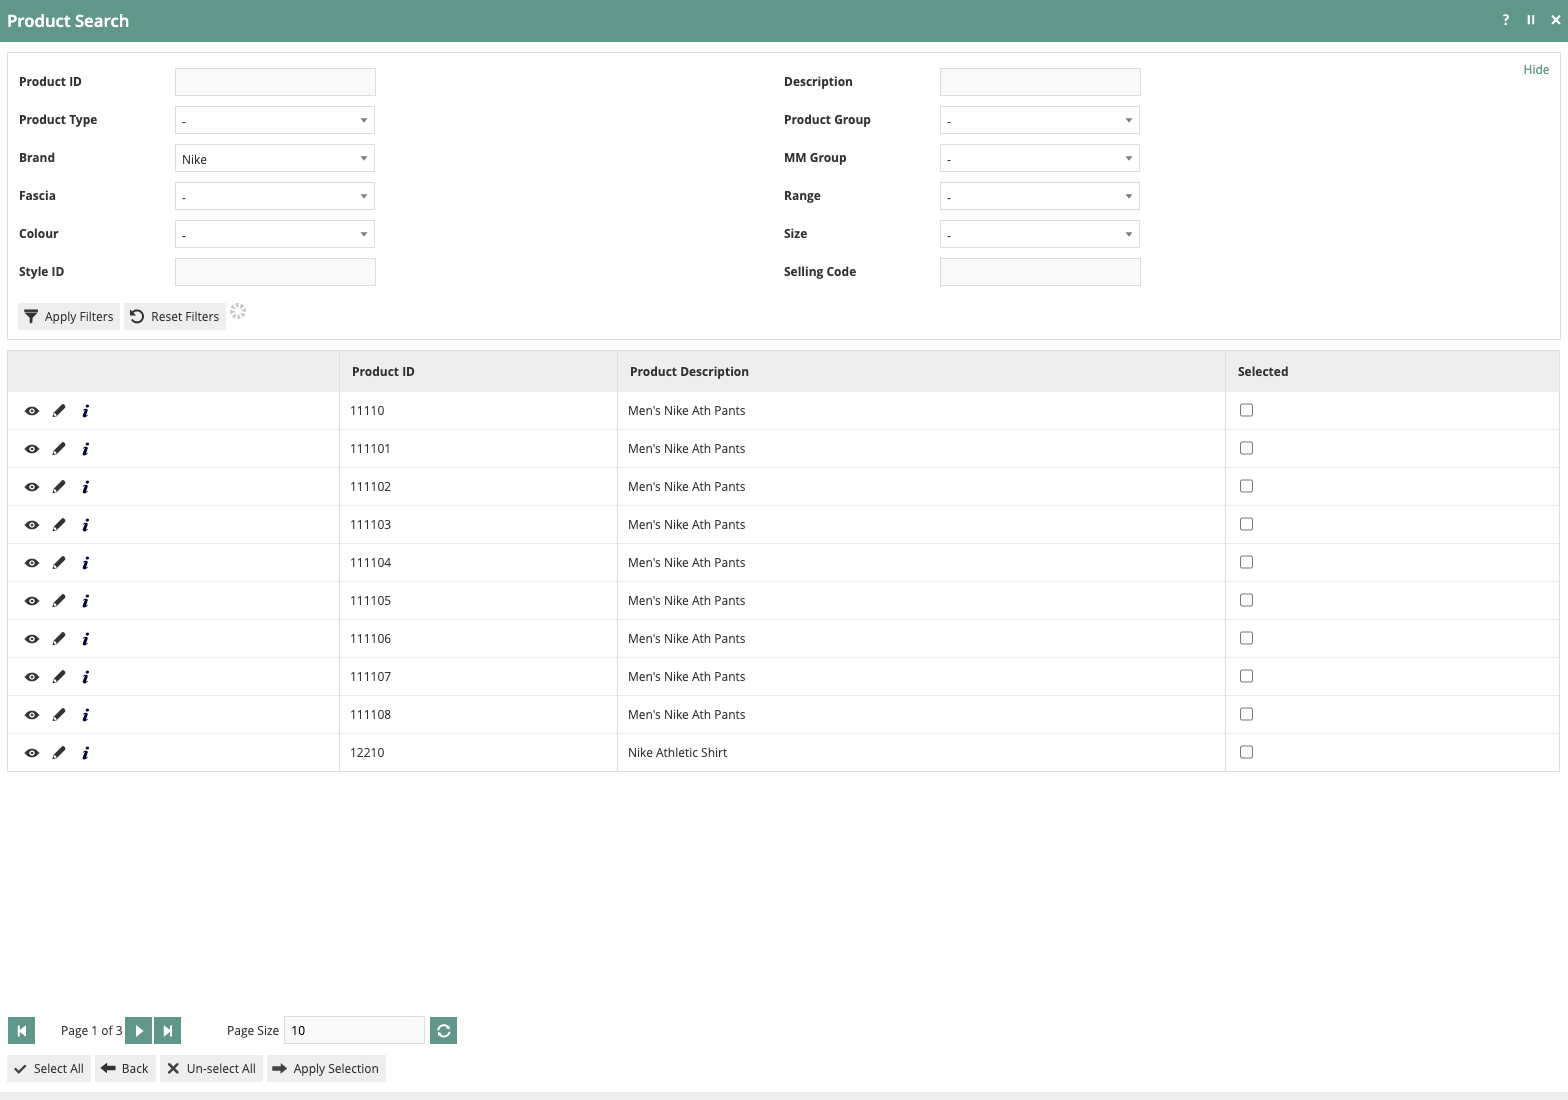 Product Search
? 
Hide
Product ID
Description
Product Type -
Product Group -
Brand Nike
MM Group -
Fascia -
Range -
Colour -
Size -
Style ID
Selling Code
Apply Filters Reset Filters
Product ID Product Description Selected
i 11110 Men's Nike Ath Pants
i 111101 Men's Nike Ath Pants
i 111102 Men's Nike Ath Pants
i 111103 Men's Nike Ath Pants
i 111104 Men's Nike Ath Pants
i 111105 Men's Nike Ath Pants
i 111106 Men's Nike Ath Pants
i 111107 Men's Nike Ath Pants
i 111108 Men's Nike Ath Pants
i 12210 Nike Athletic Shirt
Page 1 of 3 Page Size 10
Select All Back Un-select All Apply Selection